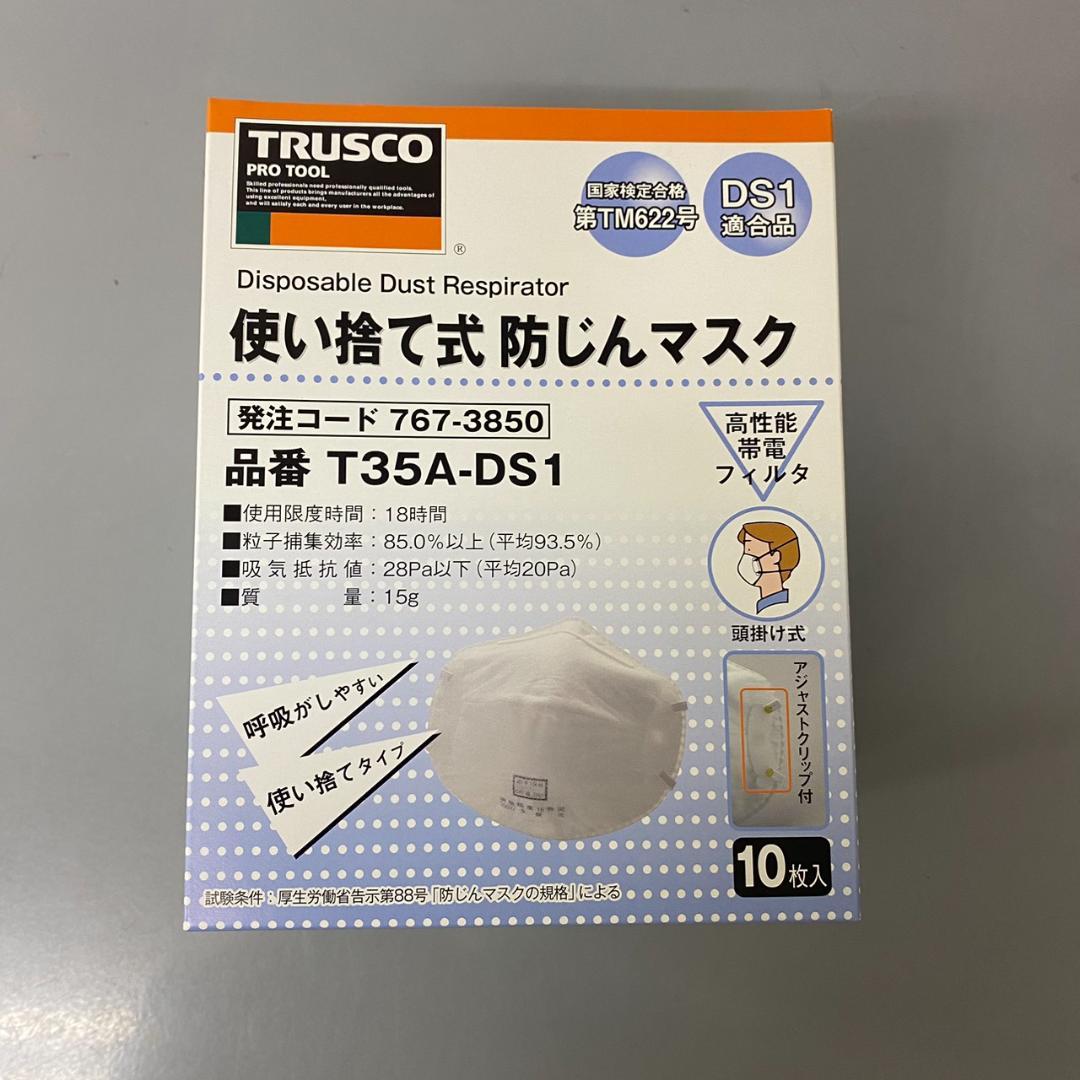 TRUSCO
PRO TOOL
Skilled professionals need professionally qualified tools.
This line of products brings manufacturers all the advantages of
using excellent equipment,
and will satisfy each and every user in the workplace.
®
国家検定合格
第TM622号
DS1
適合品
Disposable Dust Respirator
使い捨て式 防じんマスク
発注コード 767-3850
品番 T35A-DS1
■使用限度時間：18時間
■粒子捕集効率：85.0%以上(平均93.5%)
■吸気抵抗値：28Pa以下(平均20Pa)
■質 量：15g
高性能
帯電
フィルタ
頭掛け式
呼吸がしやすい
使い捨てタイプ
アジャストクリップ付
10枚入
試験条件：厚生労働省告示第88号「防じんマスクの規格」による